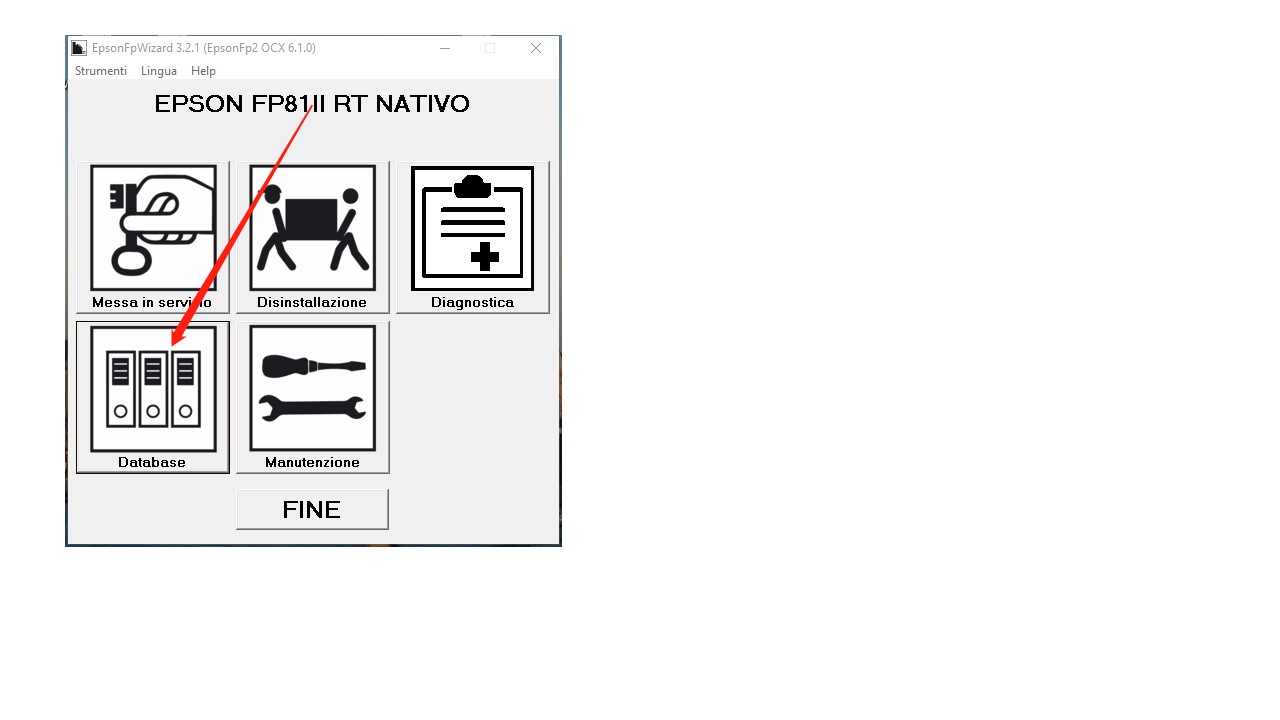 EpsonFpWizard 3.2.1 (EpsonFp2 OCX 6.1.0)
Strumenti Lingua Help
EPSON FP81II RT NATIVO
Messa in servizio Disinstallazione Diagnostica
Database Manutenzione
FINE